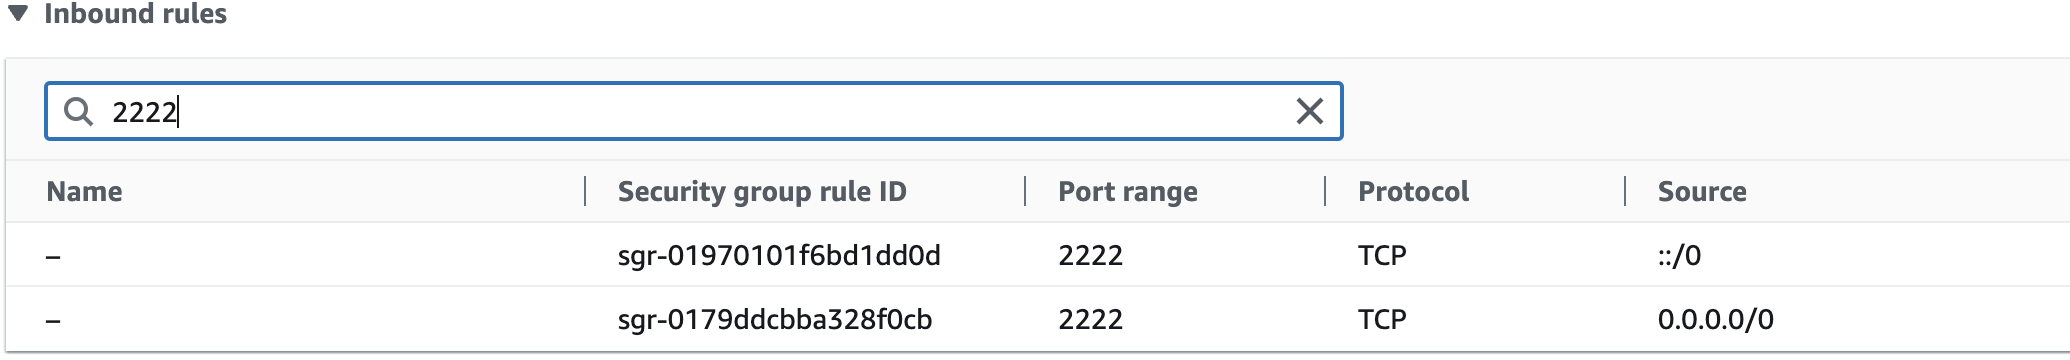 Inbound rules
2222
Name Security group rule ID Port range Protocol Source
– sgr-01970101f6bd1dd0d 2222 TCP ::/0
– sgr-0179ddcbba328f0cb 2222 TCP 0.0.0.0/0